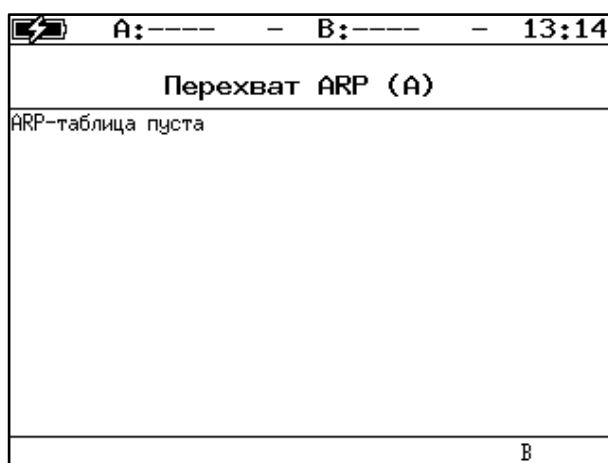 A:---- - B:---- - 13:14
Перехват ARP (A)
ARP-таблица пуста
B